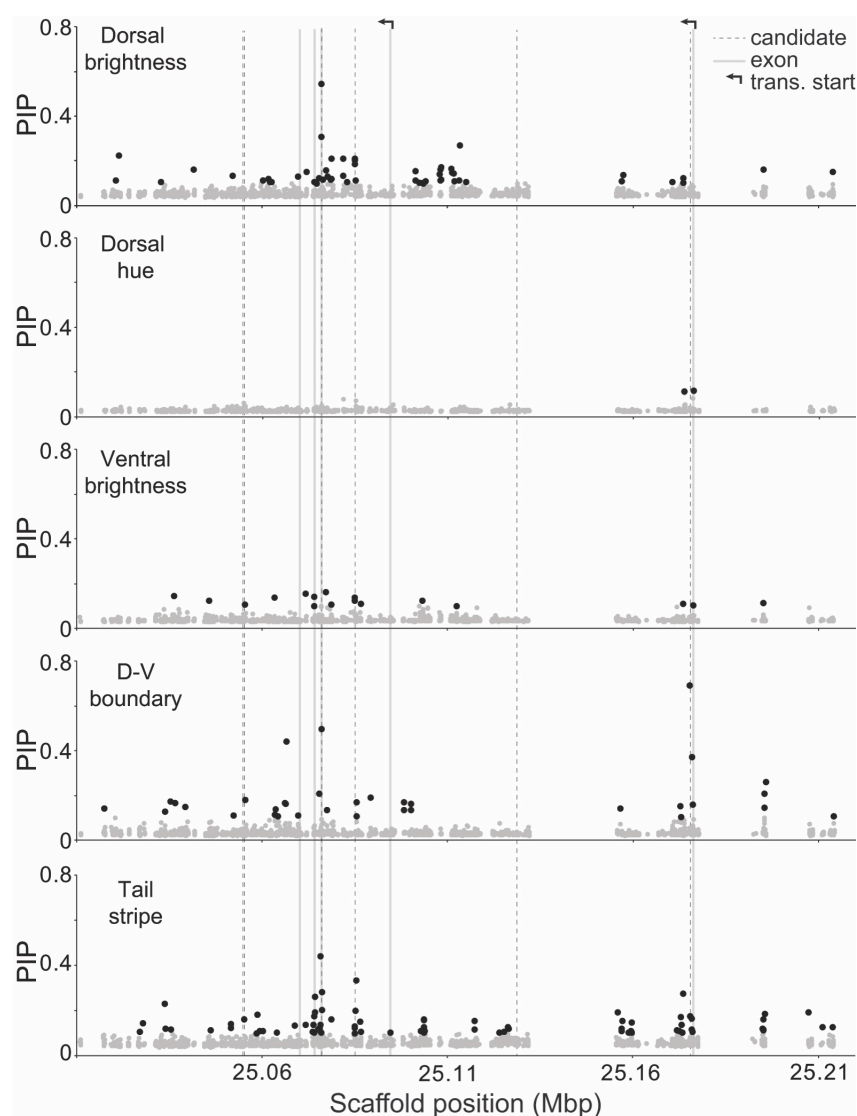 Dorsal
brightness
candidate
exon
trans. start
PIP
0.8
0.4
0
Dorsal
hue
PIP
0.8
0.4
0
Ventral
brightness
PIP
0.8
0.4
0
D-V
boundary
PIP
0.8
0.4
0
Tail
stripe
PIP
0.8
0.4
0
25.06 25.11 25.16 25.21
Scaffold position (Mbp)